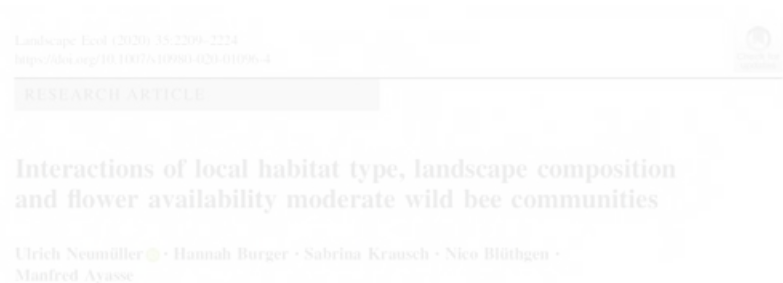 Landscape Ecol (2020) 35:2209–2224
https://doi.org/10.1007/s10980-020-01096-4
RESEARCH ARTICLE
Interactions of local habitat type, landscape composition
and flower availability moderate wild bee communities
Ulrich Neumüller · Hannah Burger · Sabrina Krausch · Nico Blüthgen ·
Manfred Ayasse